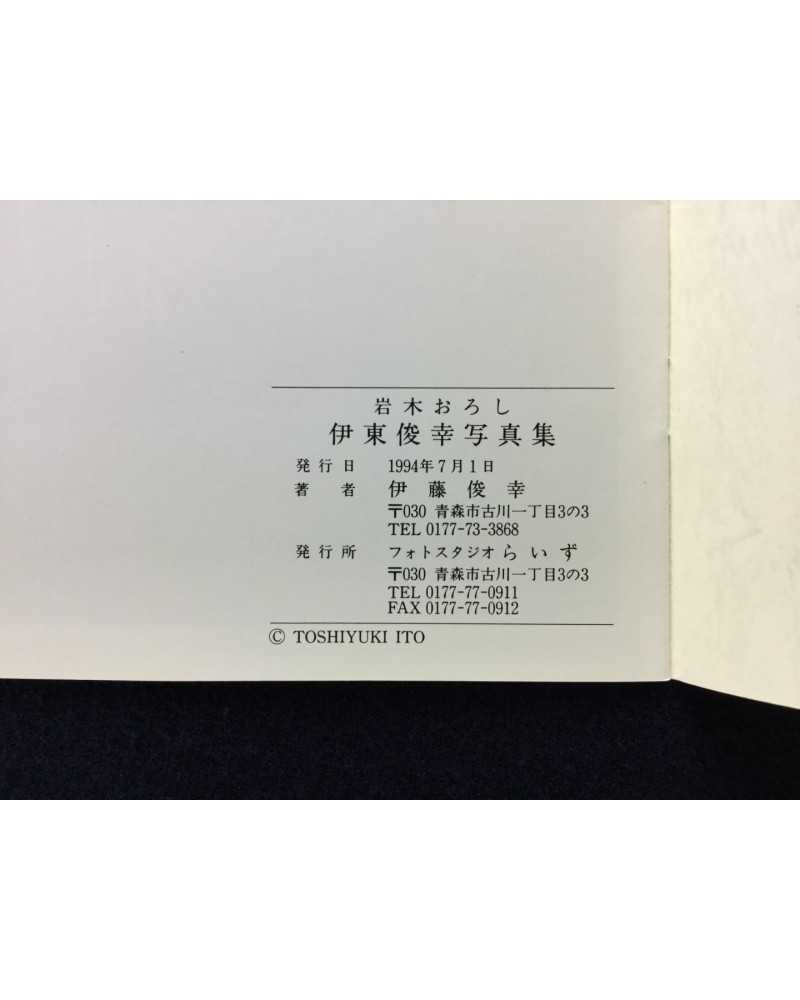 岩木おろし
伊東俊幸写真集
発行日 1994年7月1日
著者 伊藤俊幸
〒030 青森市古川一丁目3の3
TEL 0177-73-3868
発行所 フォトスタジオらいず
〒030 青森市古川一丁目3の3
TEL 0177-77-0911
FAX 0177-77-0912
© TOSHIYUKI ITO